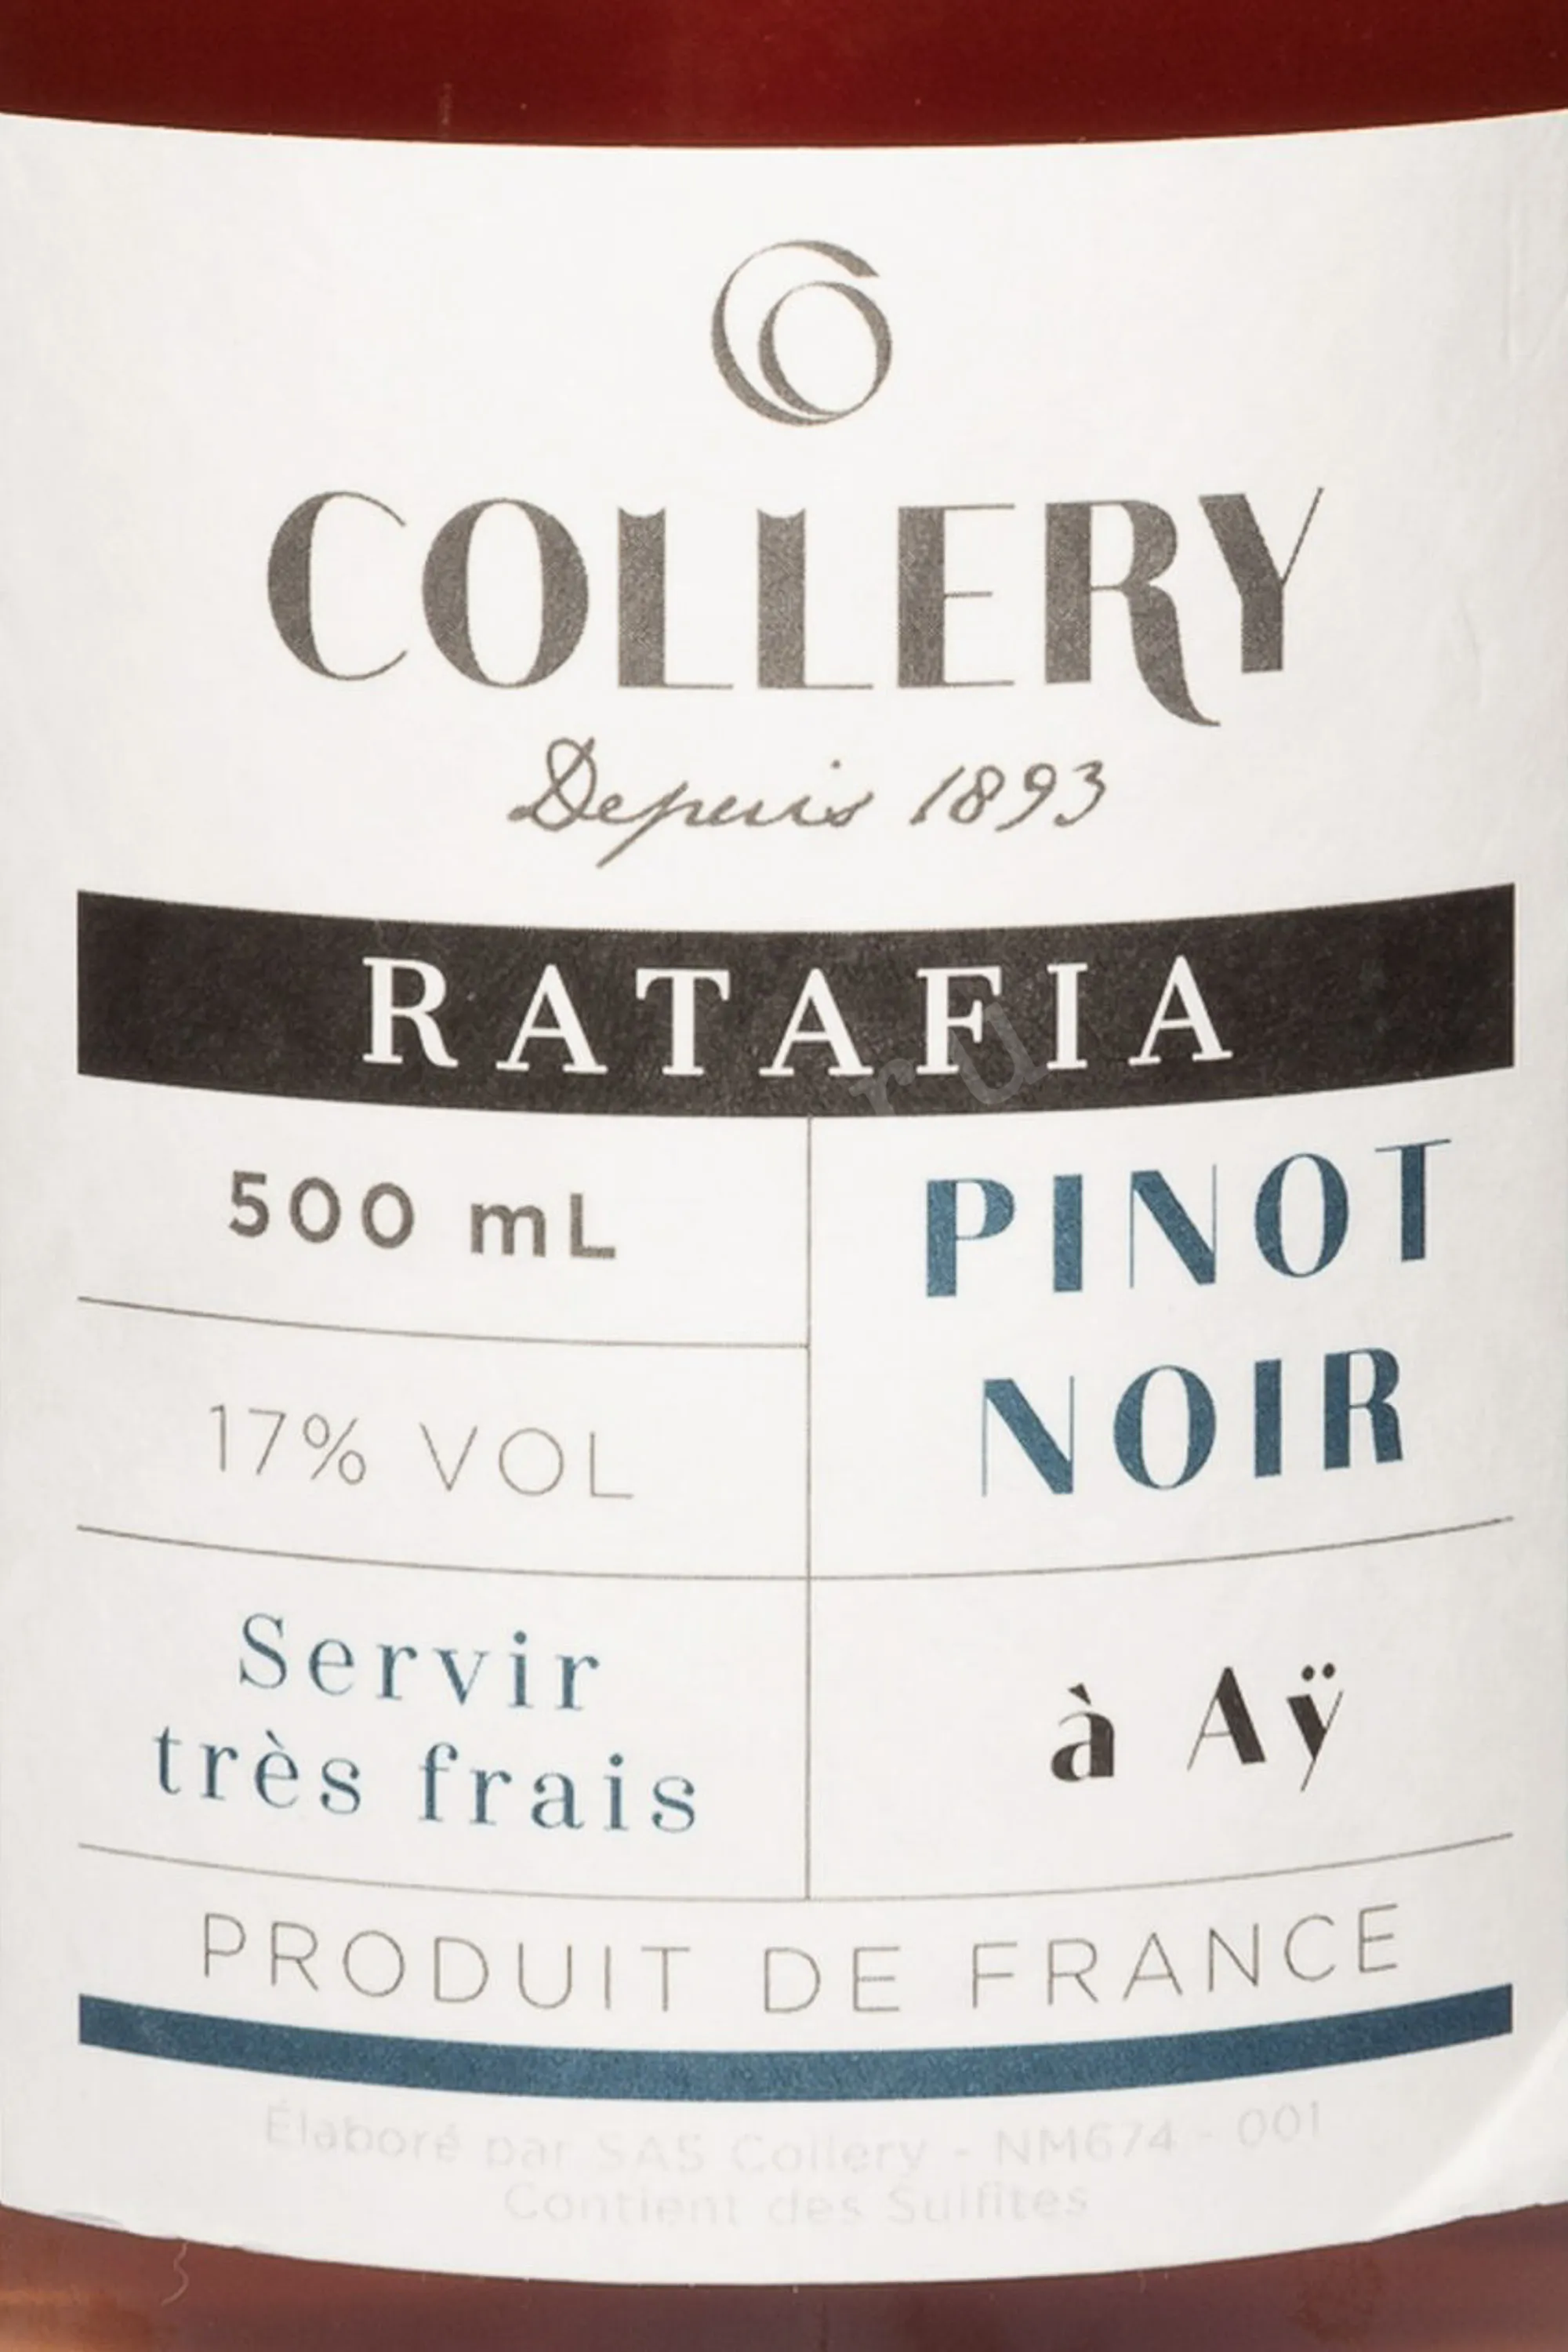 COLLERY
Depuis 1893
RATAFIA
500 mL
17% VOL
Servir
très frais
PINOT
NOIR
à Aÿ
PRODUIT DE FRANCE
Élaboré par SAS Collery - NM674 - 001
Contient des Sulfites